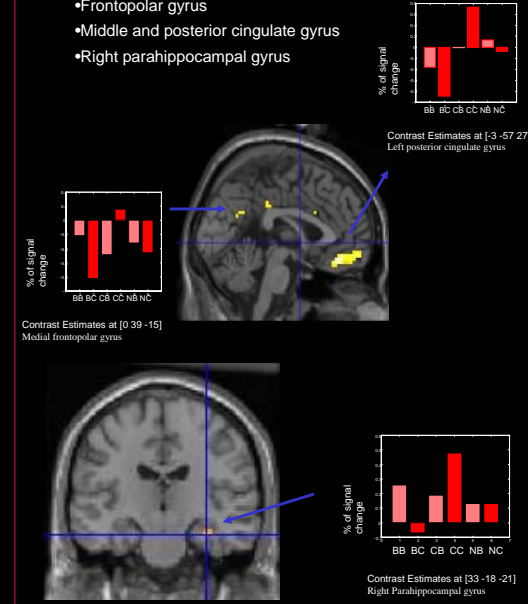 •Frontopolar gyrus
•Middle and posterior cingulate gyrus
•Right parahippocampal gyrus
% of signal
change
BB BC CB CC NB NC
Contrast Estimates at [-3 -57 27]
Left posterior cingulate gyrus
% of signal
change
BB BC CB CC NB NC
Contrast Estimates at [0 39 -15]
Medial frontopolar gyrus
% of signal
change
BB BC CB CC NB NC
Contrast Estimates at [33 -18 -21]
Right Parahippocampal gyrus